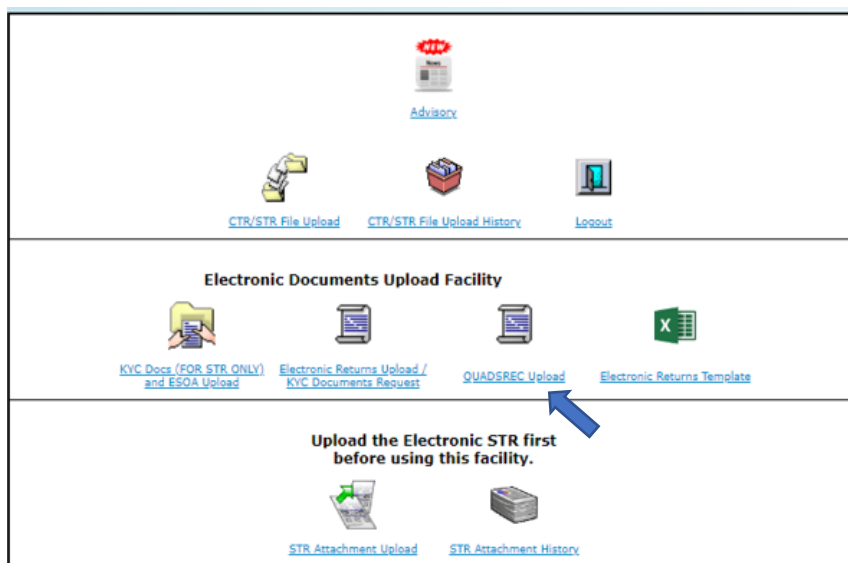 NEW
News
Advisory
CTR/STR File Upload CTR/STR File Upload History Logout
Electronic Documents Upload Facility
KYC Docs (FOR STR ONLY)
and ESOA Upload
Electronic Returns Upload /
KYC Documents Request
QUADSREC Upload
Electronic Returns Template
Upload the Electronic STR first
before using this facility.
STR Attachment Upload STR Attachment History